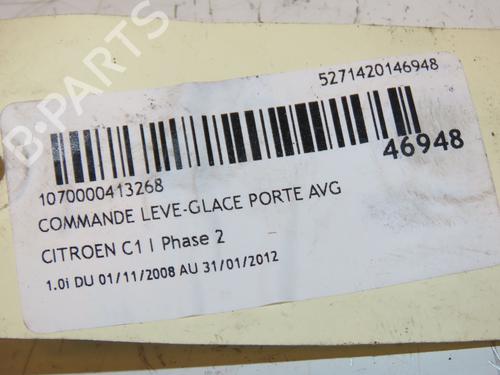 5271420146948
46948
1070000413268
COMMANDE LEVE-GLACE PORTE AVG
CITROEN C1 I Phase 2
1.0i DU 01/11/2008 AU 31/01/2012
B-PARTS